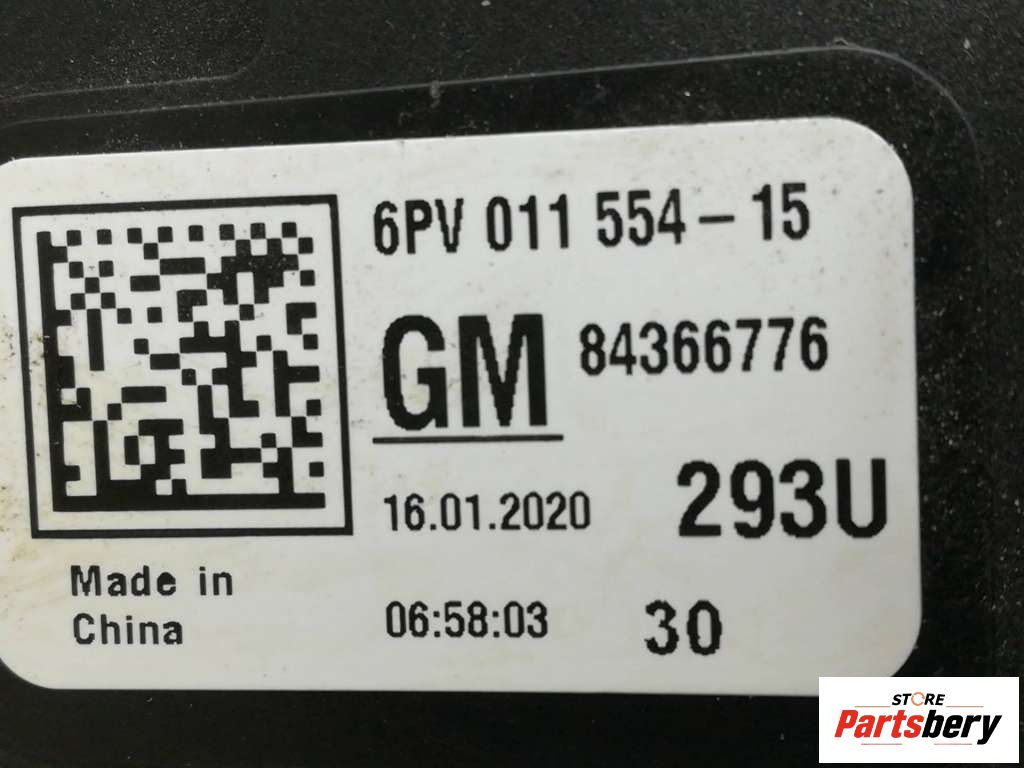 6PV 011 554-15
GM 84366776
16.01.2020 293U
Made in
China
06:58:03 30
STORE
Partsbery